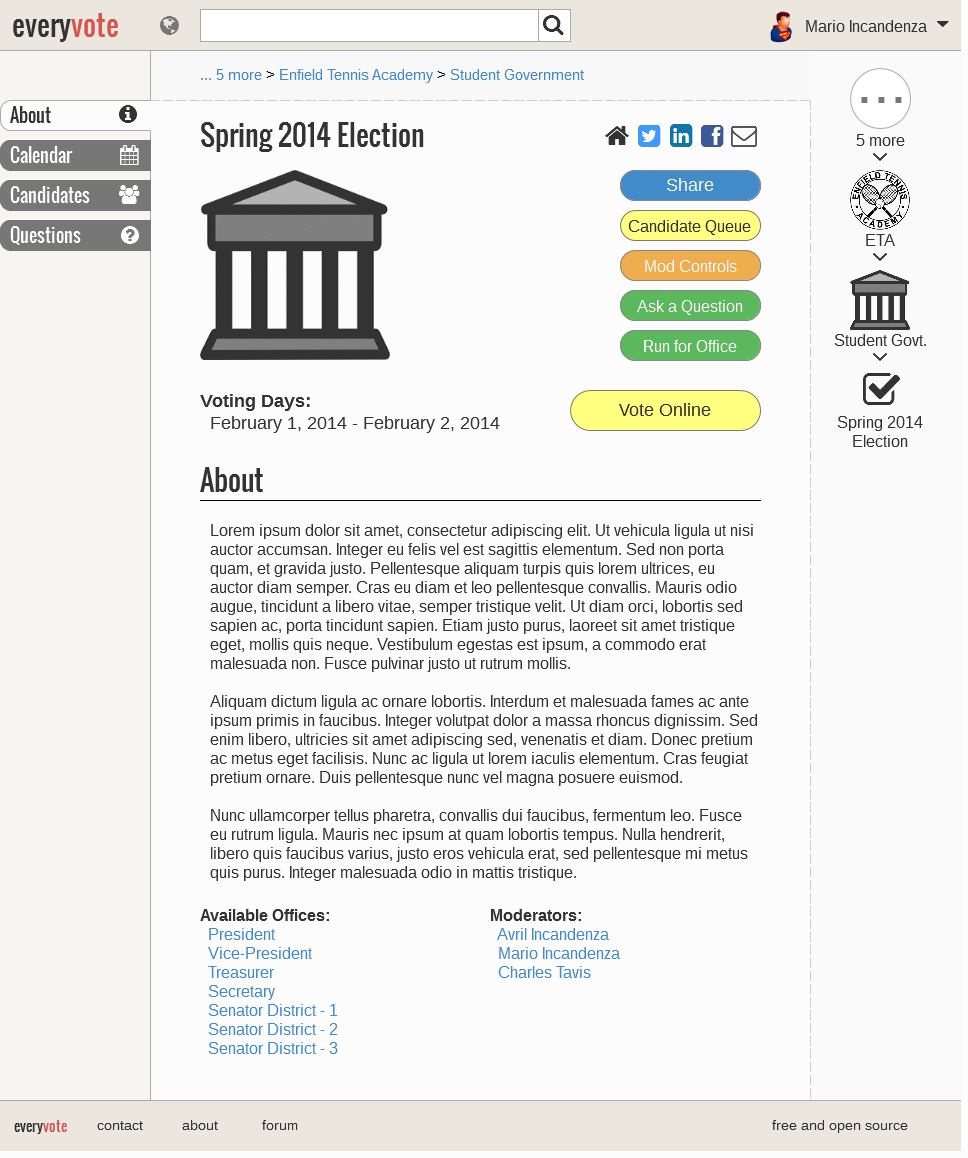 everyvote
Mario Incandenza
... 5 more > Enfield Tennis Academy > Student Government
About
Calendar
Candidates
Questions
Spring 2014 Election
Share
Candidate Queue
Mod Controls
Ask a Question
Run for Office
Voting Days:
February 1, 2014 - February 2, 2014
Vote Online
About
Lorem ipsum dolor sit amet, consectetur adipiscing elit. Ut vehicula ligula ut nisi
auctor accumsan. Integer eu felis vel est sagittis elementum. Sed non porta
quam, et gravida justo. Pellentesque aliquam turpis quis lorem ultrices, eu
auctor diam semper. Cras eu diam et leo pellentesque convallis. Mauris odio
augue, tincidunt a libero vitae, semper tristique velit. Ut diam orci, lobortis sed
sapien ac, porta tincidunt sapien. Etiam justo purus, laoreet sit amet tristique
eget, mollis quis neque. Vestibulum egestas est ipsum, a commodo erat
malesuada non. Fusce pulvinar justo ut rutrum mollis.
Aliquam dictum ligula ac ornare lobortis. Interdum et malesuada fames ac ante
ipsum primis in faucibus. Integer volutpat dolor a massa rhoncus dignissim. Sed
enim libero, ultricies sit amet adipiscing sed, venenatis et diam. Donec pretium
ac metus eget facilisis. Nunc ac ligula ut lorem iaculis elementum. Cras feugiat
pretium ornare. Duis pellentesque nunc vel magna posuere euismod.
Nunc ullamcorper tellus pharetra, convallis dui faucibus, fermentum leo. Fusce
eu rutrum ligula. Mauris nec ipsum at quam lobortis tempus. Nulla hendrerit,
libero quis faucibus varius, justo eros vehicula erat, sed pellentesque mi metus
quis purus. Integer malesuada odio in mattis tristique.
Available Offices:
President
Vice-President
Treasurer
Secretary
Senator District - 1
Senator District - 2
Senator District - 3
Moderators:
Avril Incandenza
Mario Incandenza
Charles Tavis
5 more
ENFIELD TENNIS
ACADEMY
ETA
Student Govt.
Spring 2014
Election
everyvote
contact
about
forum
free and open source